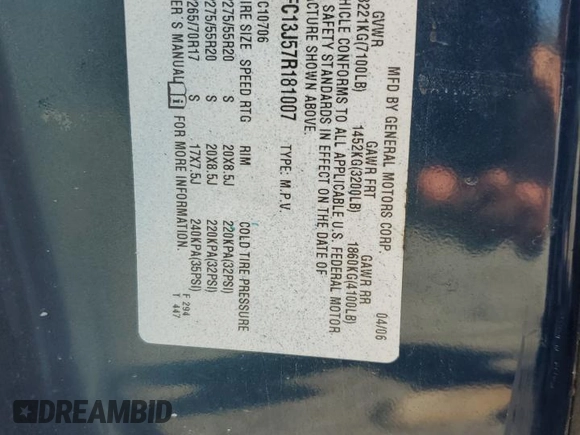 MFD BY GENERAL MOTORS CORP. 04/06
GVWR GAWR FRT GAWR RR
3221KG(7100LB) 1452KG(3200LB) 1860KG(4100LB)
VEHICLE CONFORMS TO ALL APPLICABLE U.S. FEDERAL MOTOR
SAFETY STANDARDS IN EFFECT ON THE DATE OF
FACTURE SHOWN ABOVE.
FC13J57R181007 TYPE: M.P.V.
C10706
IRE SIZE SPEED RTG RIM COLD TIRE PRESSURE
275/55R20 S 20X8.5J 220KPA(32PSI)
275/55R20 S 20X8.5J 220KPA(32PSI)
265/70R17 S 17X7.5J 240KPA(35PSI)
ER'S MANUAL i FOR MORE INFORMATION. F 294
Y 447
DREAMBID